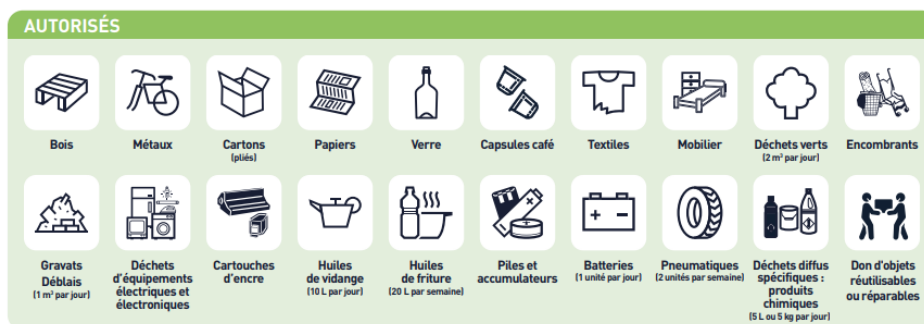 AUTORISÉS
Bois
Métaux
Cartons
(pliés)
Papiers
Verre
Capsules café
Textiles
Mobilier
Déchets verts
(2 m³ par jour)
Encombrants
Gravats
Déblais
(1 m³ par jour)
Déchets
d'équipements
électriques et
électroniques
Cartouches
d'encre
Huiles
de vidange
(10 L par jour)
Huiles
de friture
(20 L par semaine)
Piles et
accumulateurs
Batteries
(1 unité par jour)
Pneumatiques
(2 unités par semaine)
Déchets diffus
spécifiques :
produits
chimiques
(5 L ou 5 kg par jour)
Don d'objets
réutilisables
ou réparables